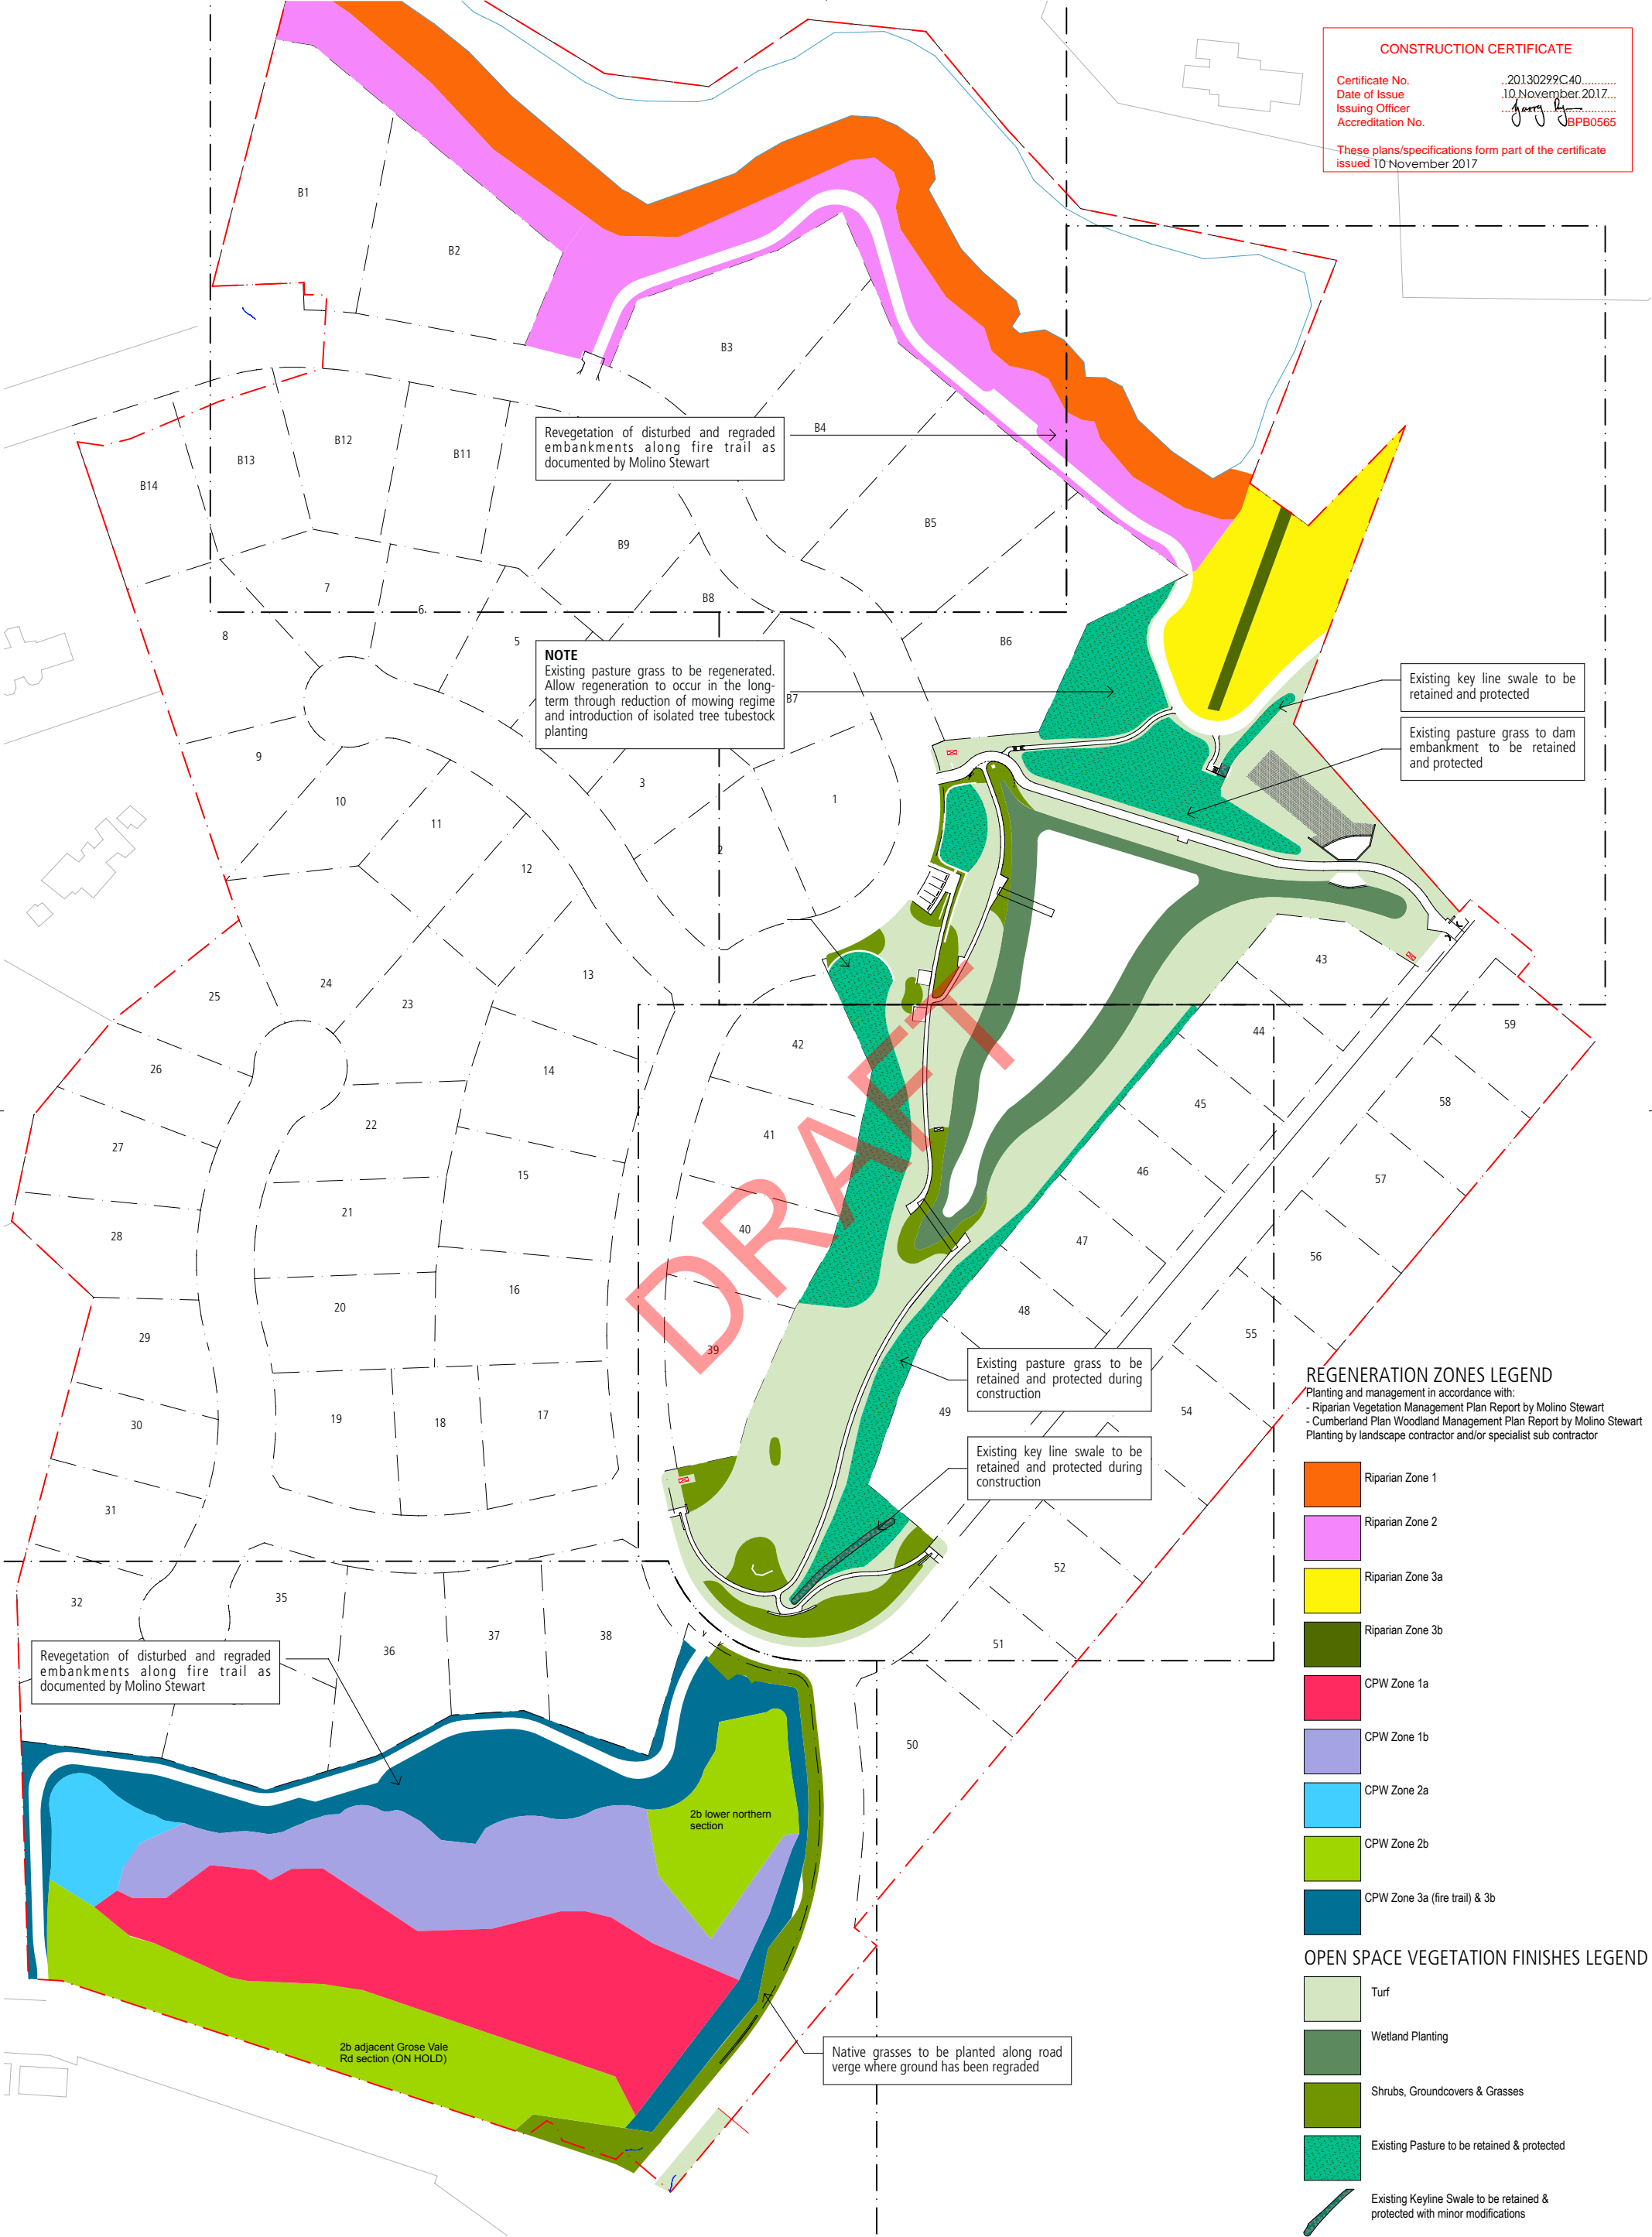 CONSTRUCTION CERTIFICATE
Certificate No. 20130299C40
Date of Issue 10 November 2017
Issuing Officer
Accreditation No. BPB0565
These plans/specifications form part of the certificate
issued 10 November 2017
B1
B2
B3
B4
Revegetation of disturbed and regraded
embankments along fire trail as
documented by Molino Stewart
B5
B6
B7
B8
B9
B11
B12
B13
B14
NOTE
Existing pasture grass to be regenerated.
Allow regeneration to occur in the long-
term through reduction of mowing regime
and introduction of isolated tree tubestock
planting
Existing key line swale to be
retained and protected
Existing pasture grass to dam
embankment to be retained
and protected
1
2
3
5
6
7
8
9
10
11
12
13
14
15
16
17
18
19
20
21
22
23
24
25
26
27
28
29
30
31
32
35
36
37
38
39
40
41
42
43
44
45
46
47
48
49
50
51
52
54
55
56
57
58
59
DRAFT
Existing pasture grass to be
retained and protected during
construction
Existing key line swale to be
retained and protected during
construction
Revegetation of disturbed and regraded
embankments along fire trail as
documented by Molino Stewart
2b lower northern
section
2b adjacent Grose Vale
Rd section (ON HOLD)
Native grasses to be planted along road
verge where ground has been regraded
REGENERATION ZONES LEGEND
Planting and management in accordance with:
- Riparian Vegetation Management Plan Report by Molino Stewart
- Cumberland Plan Woodland Management Plan Report by Molino Stewart
Planting by landscape contractor and/or specialist sub contractor
Riparian Zone 1
Riparian Zone 2
Riparian Zone 3a
Riparian Zone 3b
CPW Zone 1a
CPW Zone 1b
CPW Zone 2a
CPW Zone 2b
CPW Zone 3a (fire trail) & 3b
OPEN SPACE VEGETATION FINISHES LEGEND
Turf
Wetland Planting
Shrubs, Groundcovers & Grasses
Existing Pasture to be retained & protected
Existing Keyline Swale to be retained &
protected with minor modifications